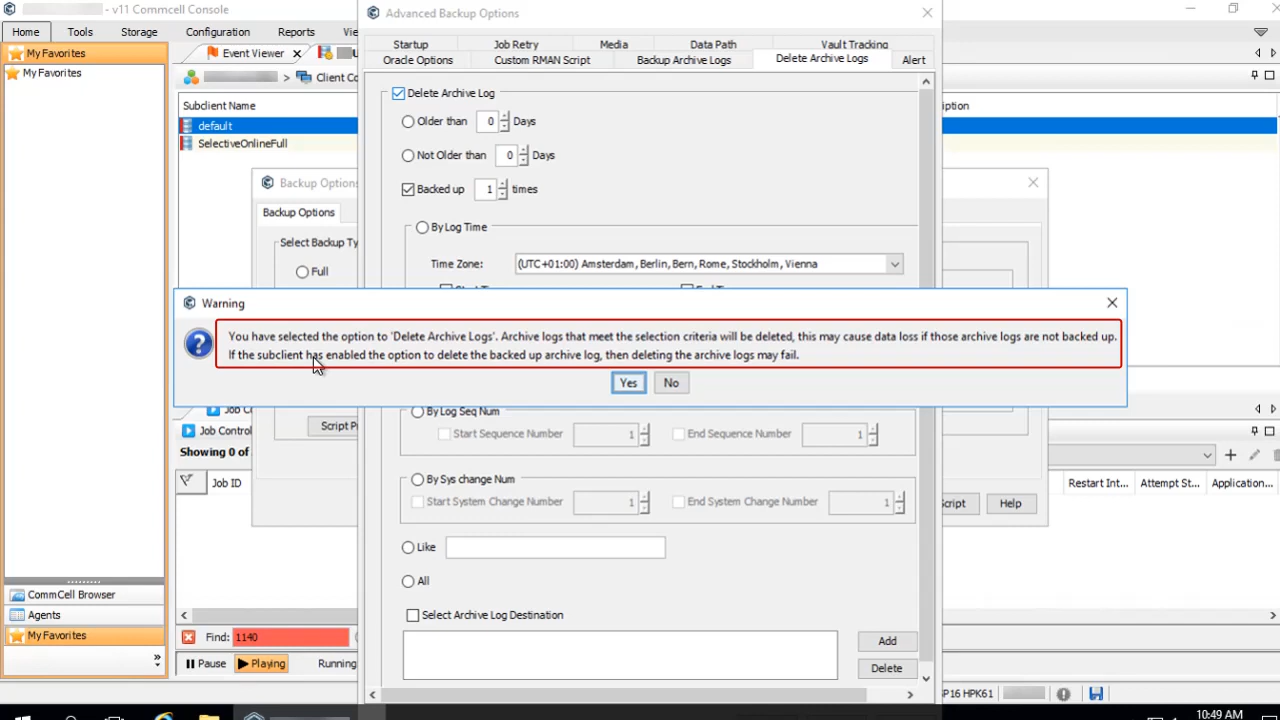 - v11 Commcell Console
Home Tools Storage Configuration Reports
My Favorites
My Favorites
Event Viewer
Client Co
Subclient Name
default
SelectiveOnlineFull
Backup Options
Backup Options
Select Backup Ty
Full
Advanced Backup Options
Startup Job Retry Media Data Path Vault Tracking
Oracle Options Custom RMAN Script Backup Archive Logs Delete Archive Logs Alert
Delete Archive Log
Older than 0 Days
Not Older than 0 Days
Backed up 1 times
By Log Time
Time Zone: (UTC+01:00) Amsterdam, Berlin, Bern, Rome, Stockholm, Vienna
Warning
You have selected the option to 'Delete Archive Logs'. Archive logs that meet the selection criteria will be deleted, this may cause data loss if those archive logs are not backed up.
If the subclient has enabled the option to delete the backed up archive log, then deleting the archive logs may fail.
Yes No
By Log Seq Num
Start Sequence Number 1 End Sequence Number 1
By Sys change Num
Start System Change Number 1 End System Change Number 1
Like
All
Select Archive Log Destination
Add
Delete
Job Co
Script P
Job Control
Showing 0 of
Job ID
Restart Int... Attempt St... Application...
cript Help
CommCell Browser
Agents
My Favorites
Find: 1140
Pause Playing Running
SP16 HPK61
10:49 AM